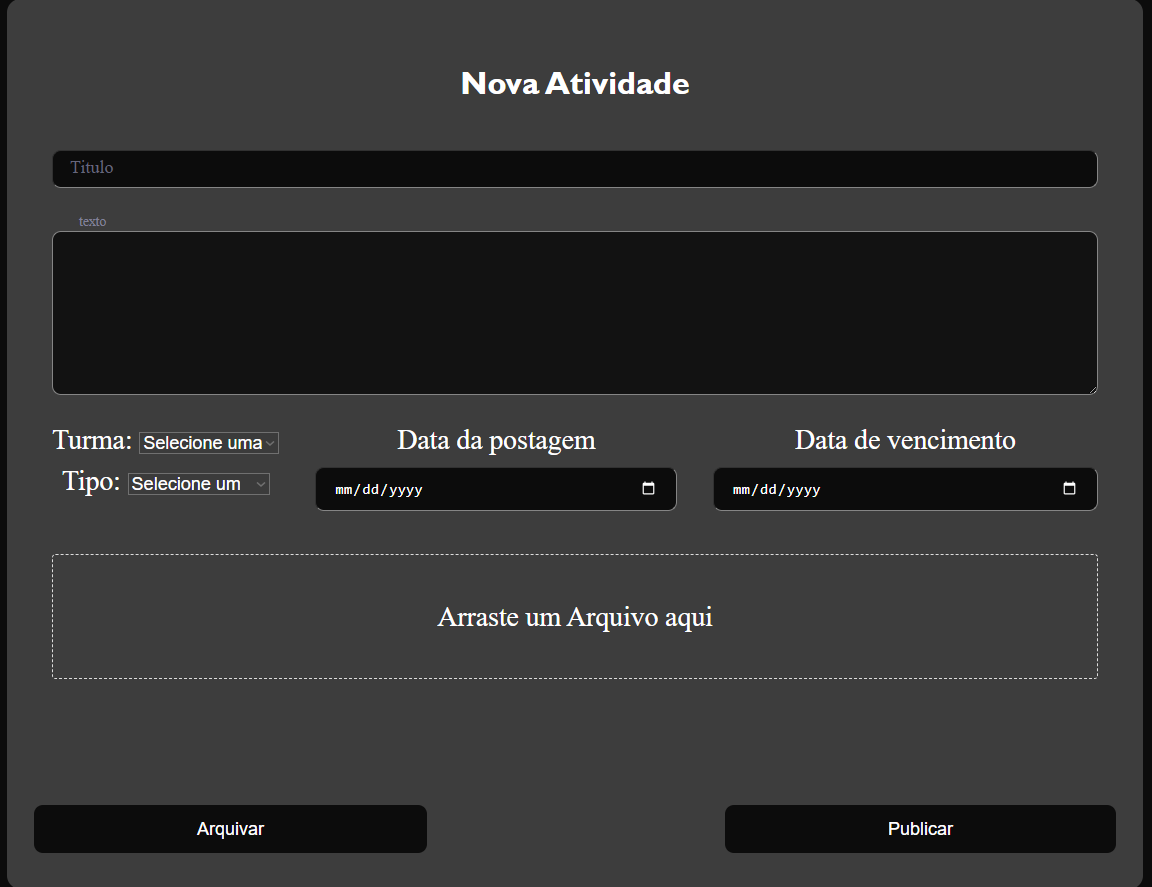 Nova Atividade
Titulo
texto
Turma: Selecione uma
Tipo: Selecione um
Data da postagem
mm/dd/yyyy
Data de vencimento
mm/dd/yyyy
Arraste um Arquivo aqui
Arquivar
Publicar